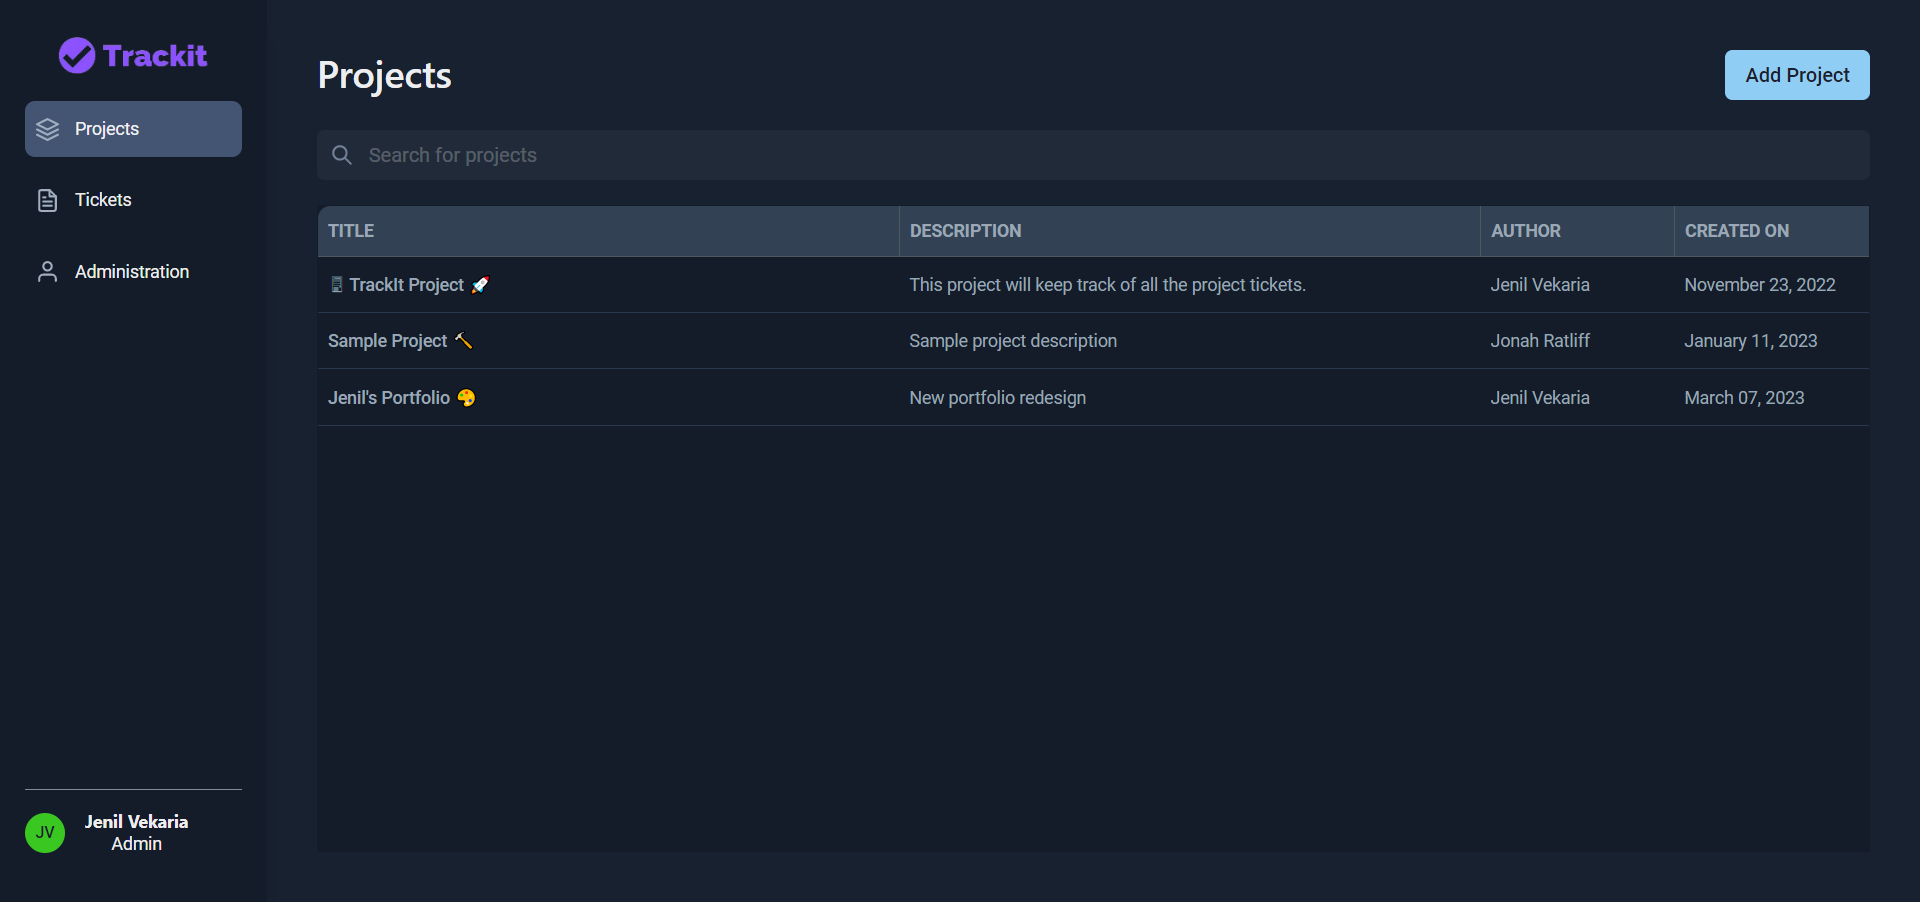 Trackit
Projects
Tickets
Administration
Jenil Vekaria
Admin
JV
Projects
Add Project
Search for projects
TITLE DESCRIPTION AUTHOR CREATED ON
📱 TrackIt Project 🚀 This project will keep track of all the project tickets. Jenil Vekaria November 23, 2022
Sample Project 🔨 Sample project description Jonah Ratliff January 11, 2023
Jenil's Portfolio 🎨 New portfolio redesign Jenil Vekaria March 07, 2023